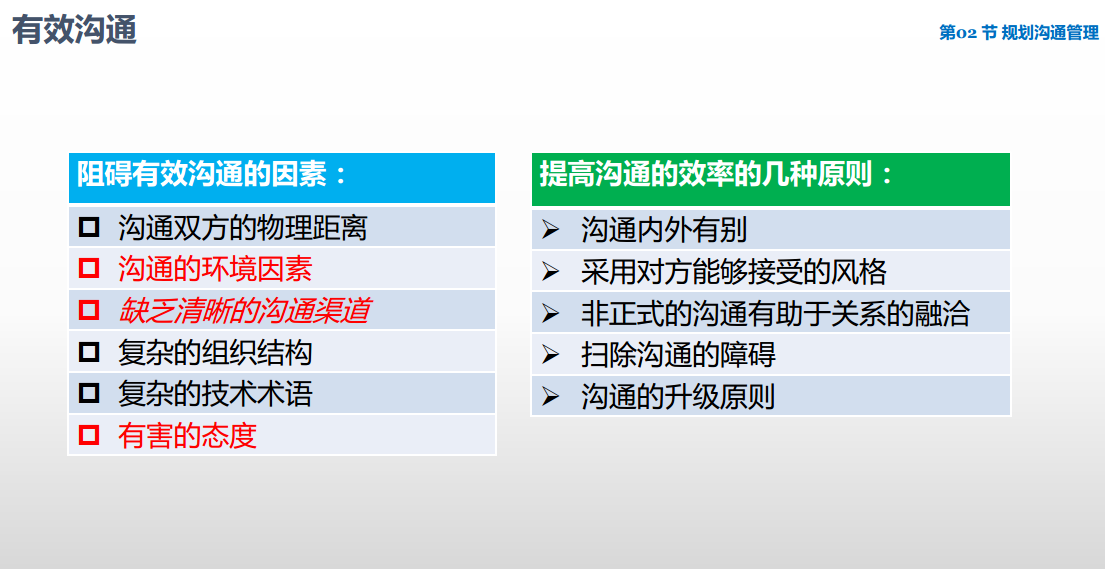 有效沟通
第02 节 规划沟通管理
阻碍有效沟通的因素：
沟通双方的物理距离
沟通的环境因素
缺乏清晰的沟通渠道
复杂的组织结构
复杂的技术术语
有害的态度
提高沟通的效率的几种原则：
沟通内外有别
采用对方能够接受的风格
非正式的沟通有助于关系的融洽
扫除沟通的障碍
沟通的升级原则